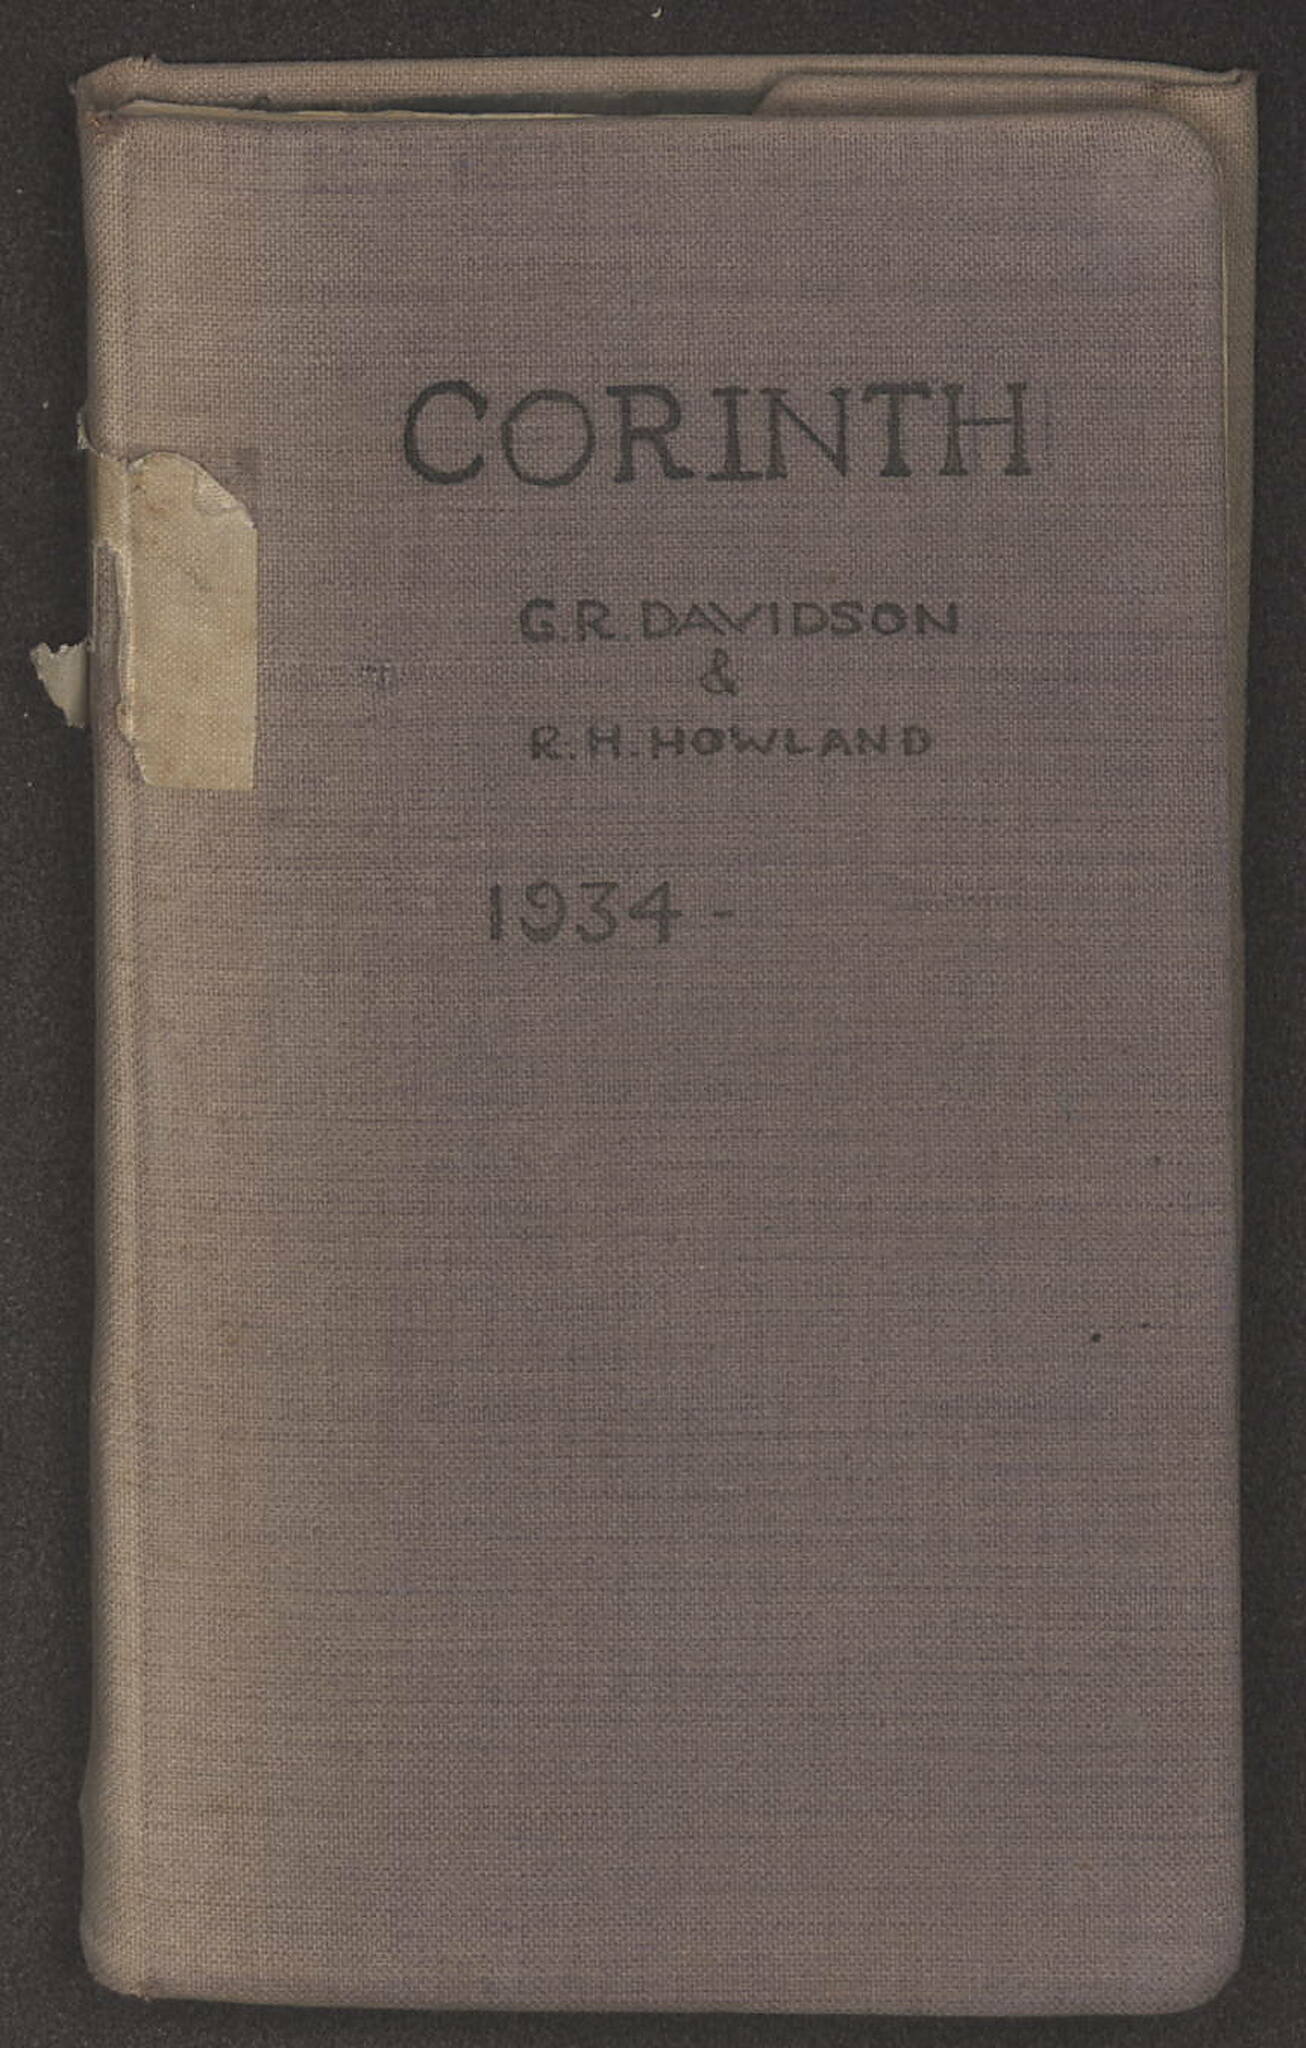 CORINTH
G.R. DAVIDSON
&
R.H. HOWLAND
1934-